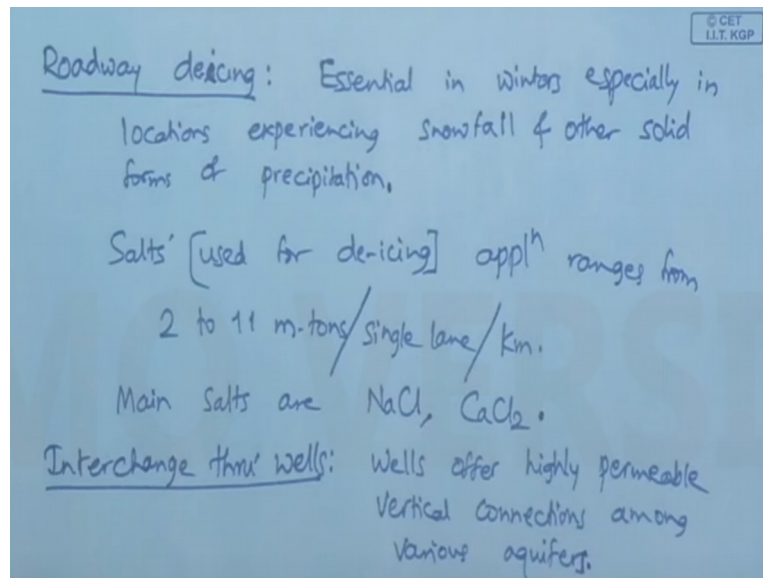 © CET
I.I.T. KGP
Roadway deicing: Essential in winters especially in
locations experiencing snowfall & other solid
forms of precipitation.
Salts' [used for de-icing] applⁿ ranges from
2 to 11 m-tons/single lane/km.
Main salts are NaCl, CaCl₂.
Interchange thru' wells: Wells offer highly permeable
vertical connections among
various aquifers.